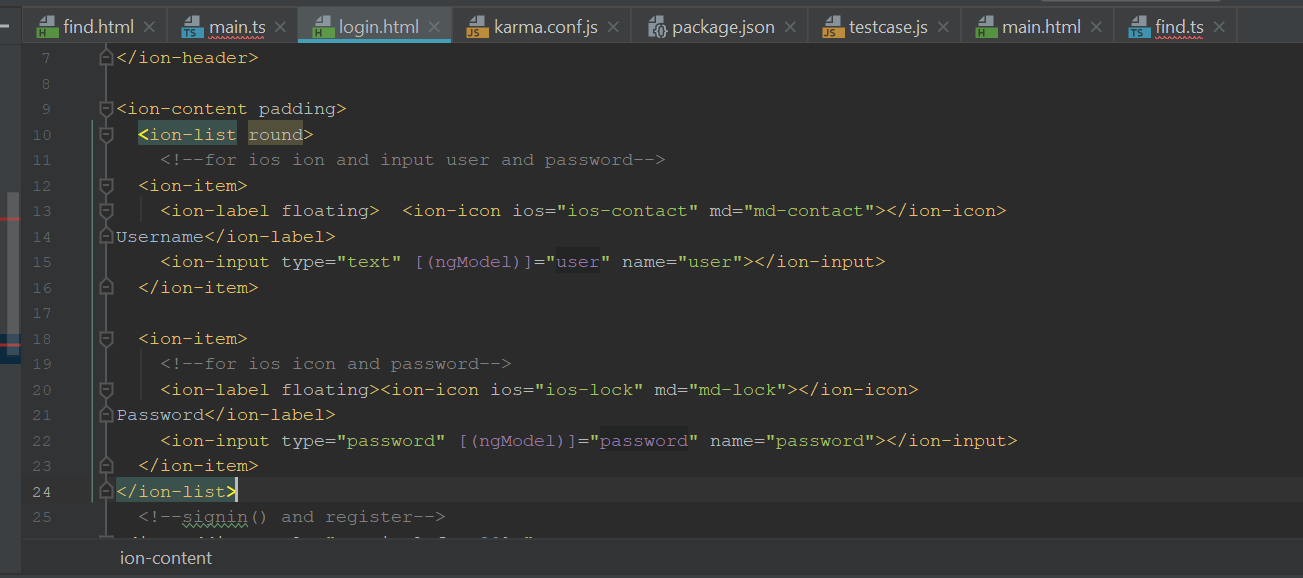 find.html main.ts login.html karma.conf.js package.json testcase.js main.html find.ts
7 </ion-header>
8
9 <ion-content padding>
10 <ion-list round>
11 <!--for ios ion and input user and password-->
12 <ion-item>
13 <ion-label floating> <ion-icon ios="ios-contact" md="md-contact"></ion-icon>
14 Username</ion-label>
15 <ion-input type="text" [(ngModel)]="user" name="user"></ion-input>
16 </ion-item>
17
18 <ion-item>
19 <!--for ios icon and password-->
20 <ion-label floating><ion-icon ios="ios-lock" md="md-lock"></ion-icon>
21 Password</ion-label>
22 <ion-input type="password" [(ngModel)]="password" name="password"></ion-input>
23 </ion-item>
24 </ion-list>
25 <!--signin() and register-->
ion-content